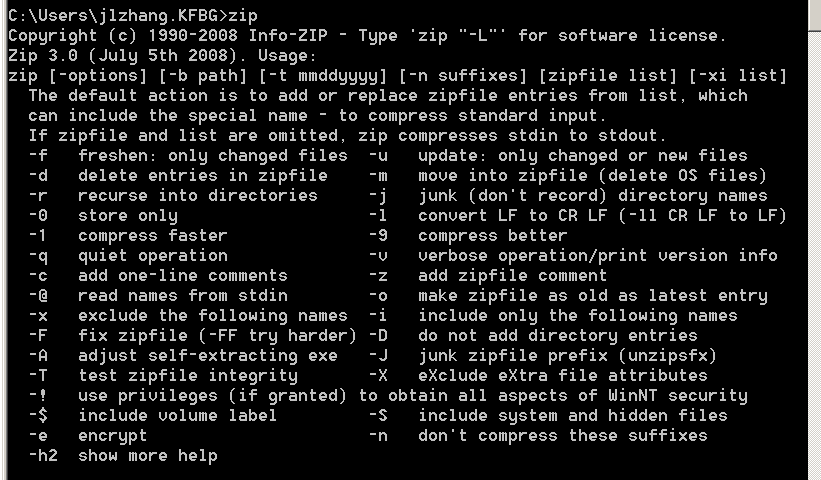 C:\Users\jlzhang.KFBG>zip
Copyright (c) 1990-2008 Info-ZIP - Type 'zip "-L"' for software license.
Zip 3.0 (July 5th 2008). Usage:
zip [-options] [-b path] [-t mmddyyyy] [-n suffixes] [zipfile list] [-xi list]
  The default action is to add or replace zipfile entries from list, which
  can include the special name - to compress standard input.
  If zipfile and list are omitted, zip compresses stdin to stdout.
  -f   freshen: only changed files  -u   update: only changed or new files
  -d   delete entries in zipfile    -m   move into zipfile (delete OS files)
  -r   recurse into directories     -j   junk (don't record) directory names
  -0   store only                   -l   convert LF to CR LF (-ll CR LF to LF)
  -1   compress faster              -9   compress better
  -q   quiet operation              -v   verbose operation/print version info
  -c   add one-line comments        -z   add zipfile comment
  -@   read names from stdin        -o   make zipfile as old as latest entry
  -x   exclude the following names  -i   include only the following names
  -F   fix zipfile (-FF try harder) -D   do not add directory entries
  -A   adjust self-extracting exe   -J   junk zipfile prefix (unzipsfx)
  -T   test zipfile integrity       -X   eXclude eXtra file attributes
  -!   use privileges (if granted) to obtain all aspects of WinNT security
  -$   include volume label         -S   include system and hidden files
  -e   encrypt                      -n   don't compress these suffixes
  -h2  show more help